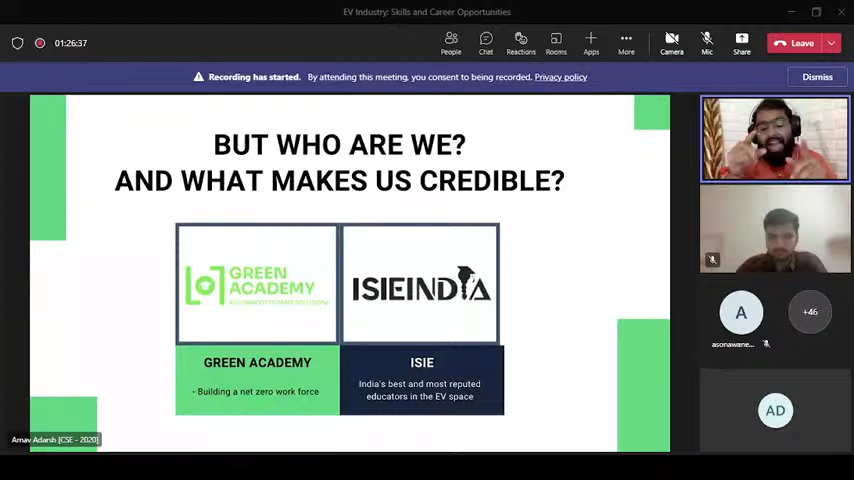 EV Industry: Skills and Career Opportunities
01:26:37
People
Chat
Reactions
Rooms
Apps
More
Camera
Mic
Share
Leave
Recording has started. By attending this meeting, you consent to being recorded. Privacy policy
Dismiss
BUT WHO ARE WE?
AND WHAT MAKES US CREDIBLE?
GREEN
ACADEMY
ISIEINDIA
GREEN ACADEMY
- Building a net zero work force
ISIE
India's best and most reputed
educators in the EV space
A
+46
asonawane...
AD
Arnav Adarsh [CSE - 2020]